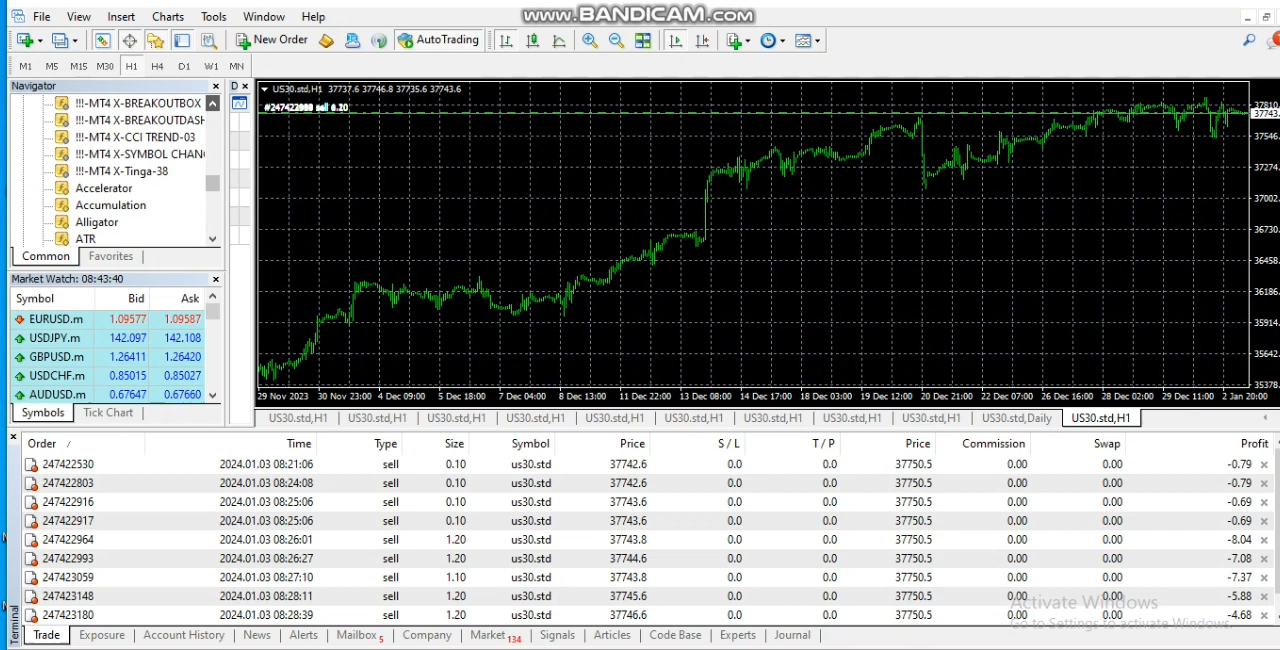 www.BANDICAM.com
File View Insert Charts Tools Window Help
New Order AutoTrading
M1 M5 M15 M30 H1 H4 D1 W1 MN
Navigator
!!!-MT4 X-BREAKOUTBOX
!!!-MT4 X-BREAKOUTDASH
!!!-MT4 X-CCI TREND-03
!!!-MT4 X-SYMBOL CHANG
!!!-MT4 X-Tinga-38
Accelerator
Accumulation
Alligator
ATR
Common Favorites
Market Watch: 08:43:40
Symbol Bid Ask
EURUSD.m 1.09577 1.09587
USDJPY.m 142.097 142.108
GBPUSD.m 1.26411 1.26420
USDCHF.m 0.85015 0.85027
AUDUSD.m 0.67647 0.67660
Symbols Tick Chart
D
US30.std,H1 37737.6 37746.8 37735.6 37743.6
37810.
37743.
37546.
37274.
37002.
36730.
36458.
36186.
35914.
35642.
35378.
29 Nov 2023 30 Nov 23:00 4 Dec 09:00 5 Dec 18:00 7 Dec 04:00 8 Dec 13:00 11 Dec 22:00 13 Dec 08:00 14 Dec 17:00 18 Dec 03:00 19 Dec 12:00 20 Dec 21:00 22 Dec 07:00 26 Dec 16:00 28 Dec 02:00 29 Dec 11:00 2 Jan 20:00
US30.std,H1 US30.std,H1 US30.std,H1 US30.std,H1 US30.std,H1 US30.std,H1 US30.std,H1 US30.std,H1 US30.std,H1 US30.std,Daily US30.std,H1
Order / Time Type Size Symbol Price S / L T / P Price Commission Swap Profit
247422530 2024.01.03 08:21:06 sell 0.10 us30.std 37742.6 0.0 0.0 37750.5 0.00 0.00 -0.79
247422803 2024.01.03 08:24:08 sell 0.10 us30.std 37742.6 0.0 0.0 37750.5 0.00 0.00 -0.79
247422916 2024.01.03 08:25:06 sell 0.10 us30.std 37743.6 0.0 0.0 37750.5 0.00 0.00 -0.69
247422917 2024.01.03 08:25:06 sell 0.10 us30.std 37743.6 0.0 0.0 37750.5 0.00 0.00 -0.69
247422964 2024.01.03 08:26:01 sell 1.20 us30.std 37743.8 0.0 0.0 37750.5 0.00 0.00 -8.04
247422993 2024.01.03 08:26:27 sell 1.20 us30.std 37744.6 0.0 0.0 37750.5 0.00 0.00 -7.08
247423059 2024.01.03 08:27:10 sell 1.10 us30.std 37743.8 0.0 0.0 37750.5 0.00 0.00 -7.37
247423148 2024.01.03 08:28:11 sell 1.20 us30.std 37745.6 0.0 0.0 37750.5 0.00 0.00 -5.88
247423180 2024.01.03 08:28:39 sell 1.20 us30.std 37746.6 0.0 0.0 37750.5 0.00 0.00 -4.68
Activate Windows
Go to Settings to activate Windows.
Terminal
Trade Exposure Account History News Alerts Mailbox 5 Company Market 134 Signals Articles Code Base Experts Journal